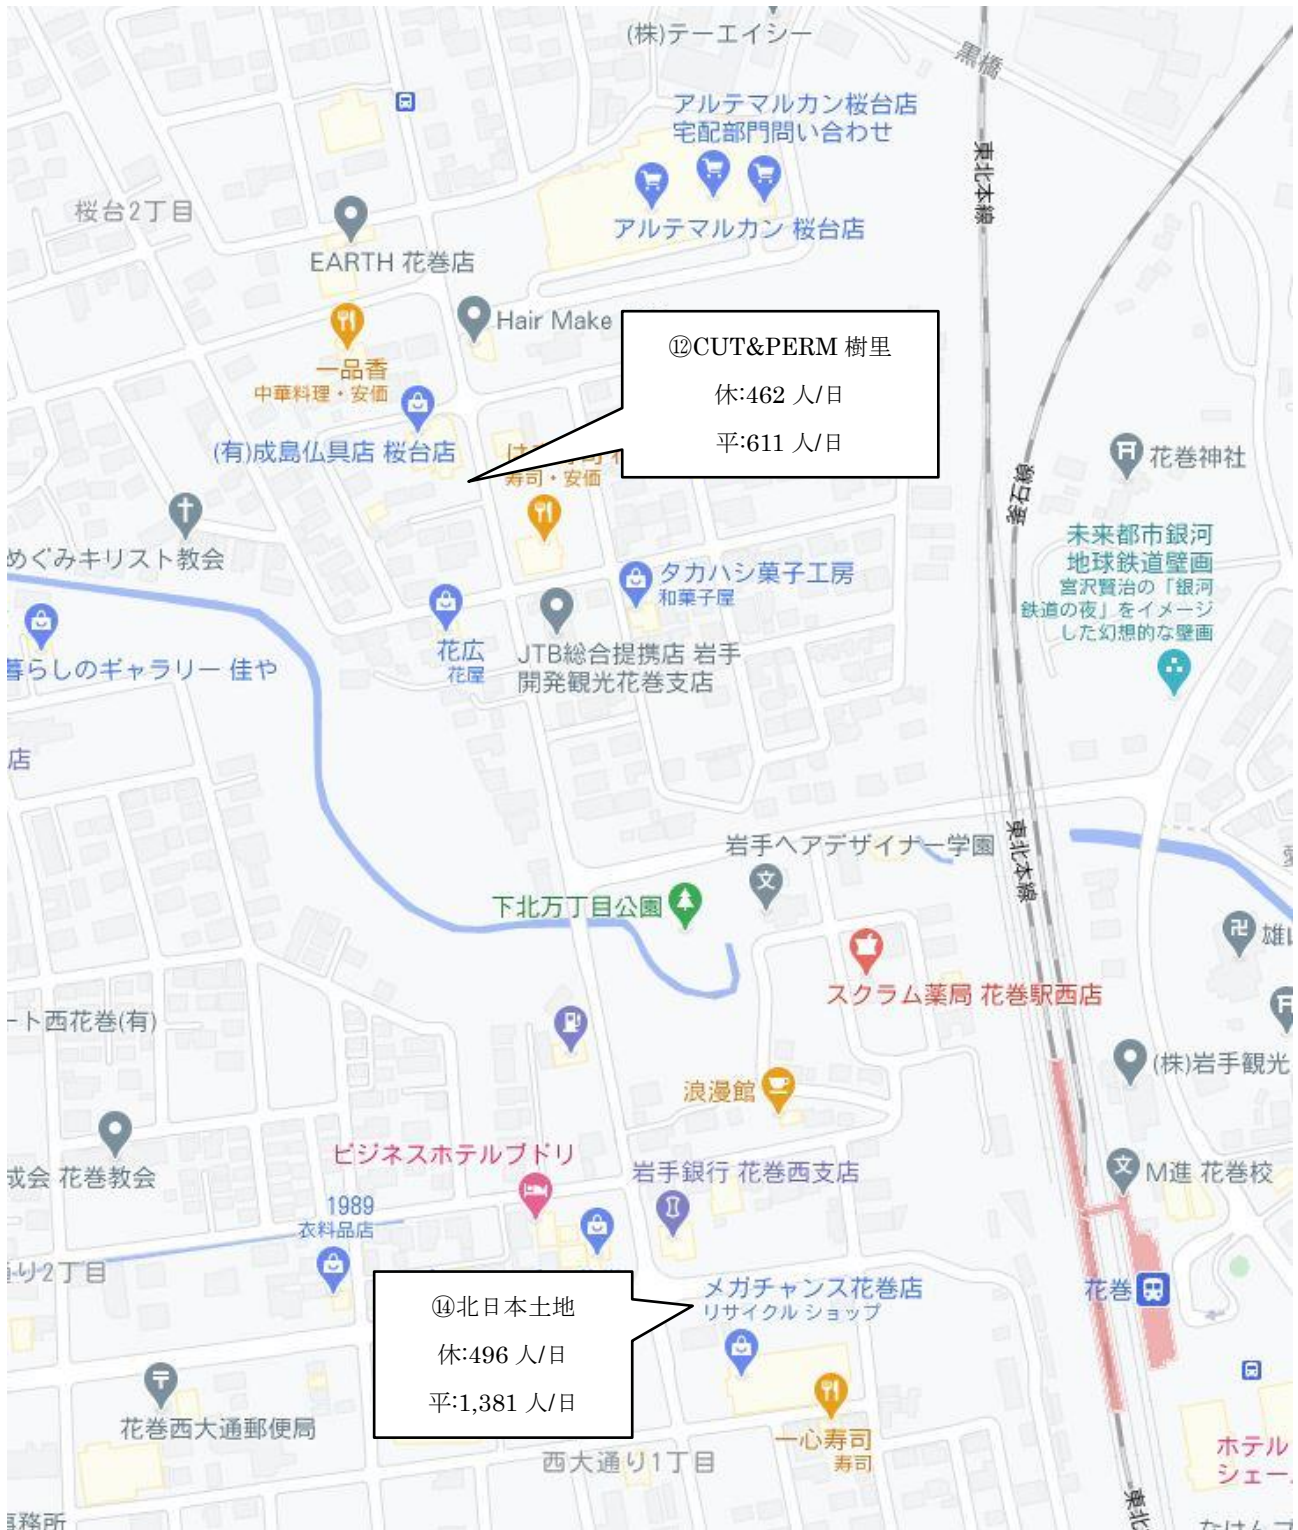 (株)テーエイシー
黒橋
アルテマルカン桜台店
宅配部門問い合わせ
東北本線
桜台2丁目
アルテマルカン 桜台店
EARTH 花巻店
Hair Make
⑫CUT&PERM 樹里
休:462 人/日
平:611 人/日
一品香
中華料理・安価
(有)成島仏具店 桜台店
寿司・安価
花巻神社
釜石線
めぐみキリスト教会
未来都市銀河
地球鉄道壁画
宮沢賢治の「銀河
鉄道の夜」をイメージ
した幻想的な壁画
タカハシ菓子工房
和菓子屋
花広
花屋
JTB総合提携店 岩手
開発観光花巻支店
暮らしのギャラリー 佳や
店
岩手ヘアデザイナー学園
東北本線
下北万丁目公園
雄山
スクラム薬局 花巻駅西店
ート西花巻(有)
(株)岩手観光
浪漫館
ビジネスホテルブドリ
岩手銀行 花巻西支店
成会 花巻教会
M進 花巻校
1989
衣料品店
り2丁目
花巻
メガチャンス花巻店
リサイクル ショップ
⑭北日本土地
休:496 人/日
平:1,381 人/日
花巻西大通郵便局
一心寿司
寿司
西大通り1丁目
ホテル
シェー
東北
務所